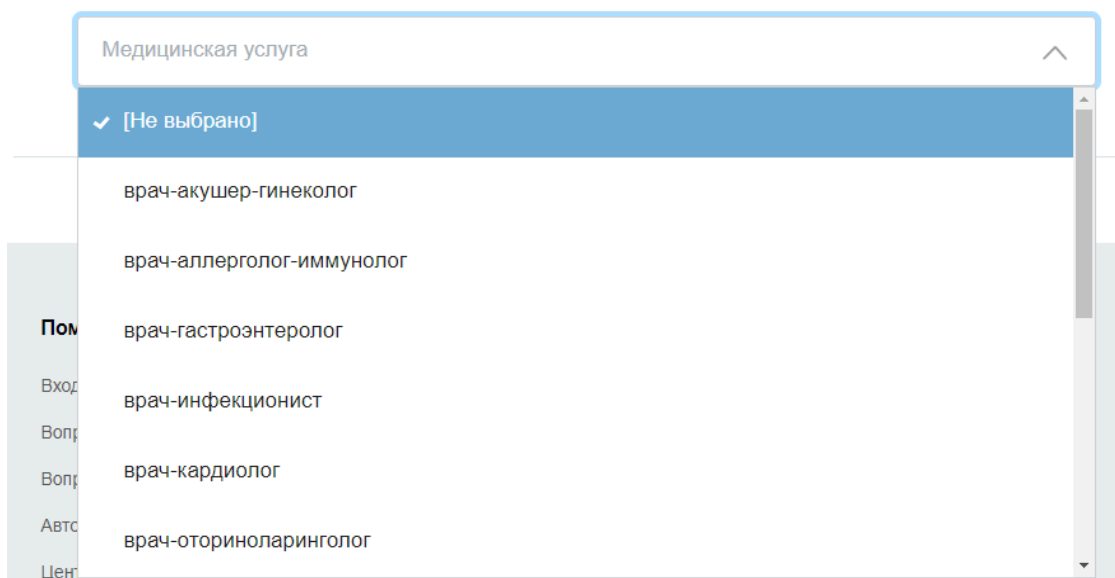 Медицинская услуга
[Не выбрано]
врач-акушер-гинеколог
врач-аллерголог-иммунолог
врач-гастроэнтеролог
врач-инфекционист
врач-кардиолог
врач-оториноларинголог